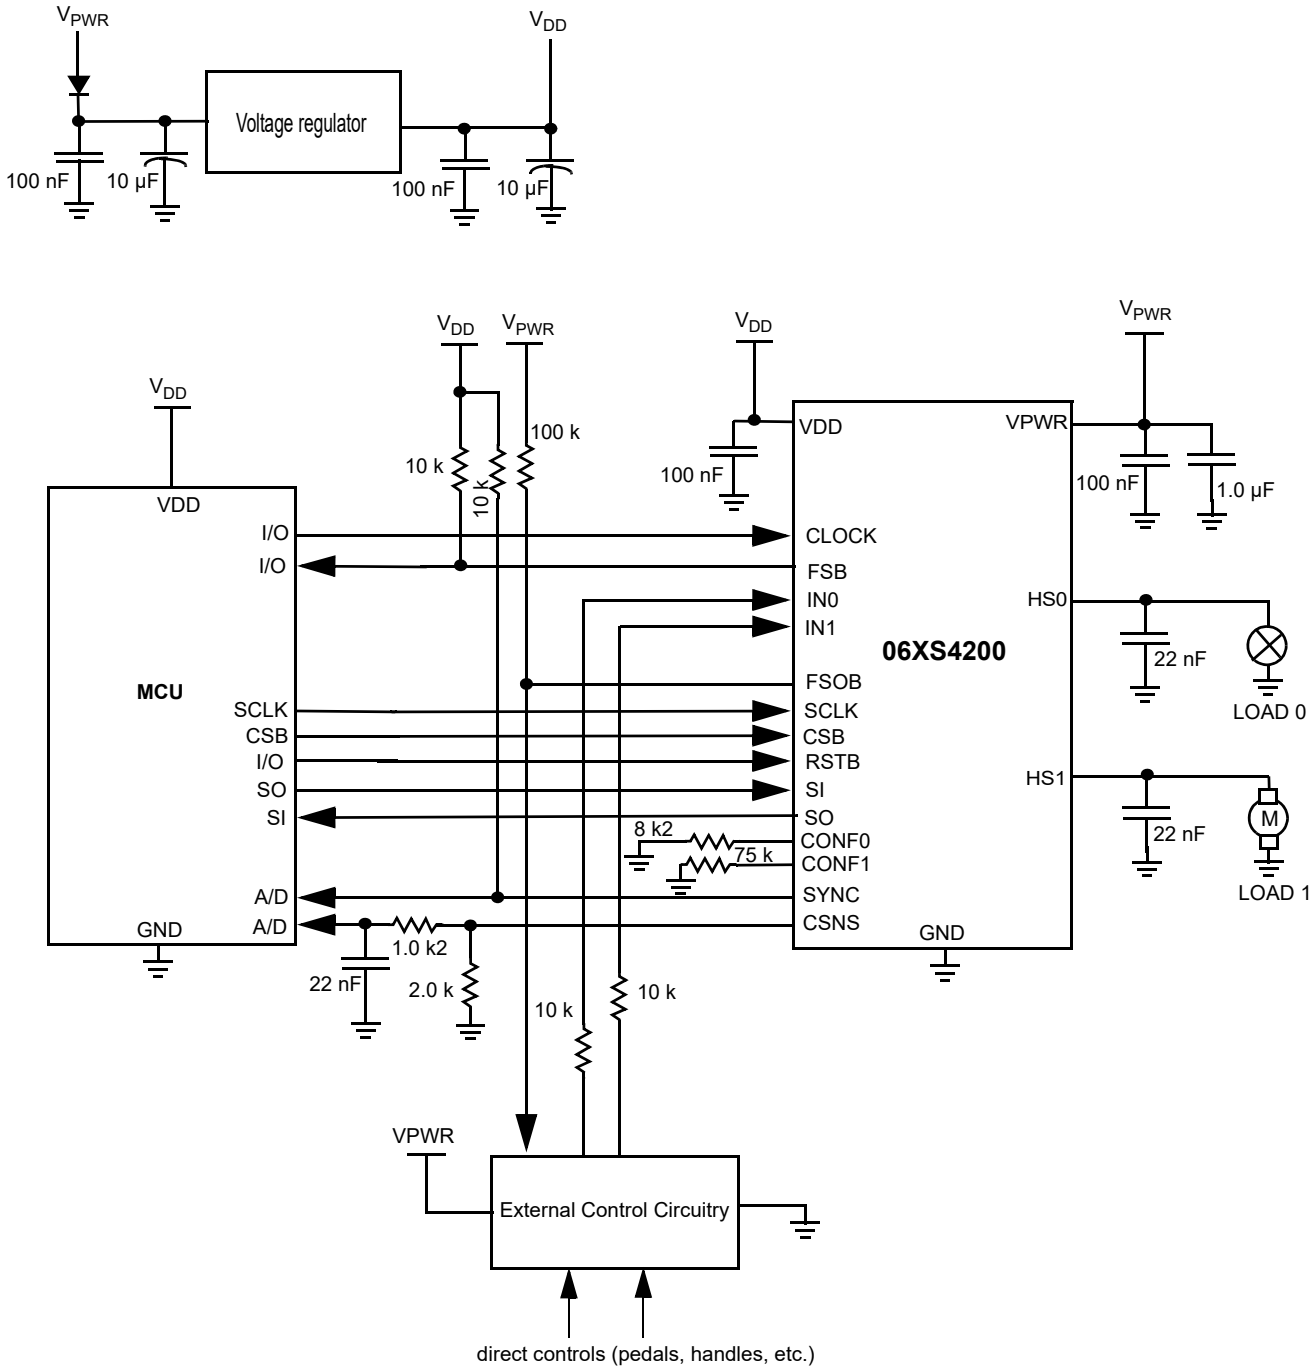 VPWR
VDD
Voltage regulator
100 nF
10 µF
100 nF
10 µF
VDD
VPWR
VDD
VPWR
VDD
100 k
10 k
10 k
VDD
VPWR
100 nF
100 nF
1.0 µF
VDD
I/O
CLOCK
I/O
FSB
IN0
HS0
IN1
06XS4200
22 nF
MCU
FSOB
SCLK
SCLK
LOAD 0
CSB
CSB
I/O
RSTB
HS1
SO
SI
SI
SO
M
8 k2
CONF0
22 nF
75 k
CONF1
A/D
SYNC
LOAD 1
A/D
CSNS
GND
GND
1.0 k2
22 nF
2.0 k
10 k
10 k
VPWR
External Control Circuitry
direct controls (pedals, handles, etc.)